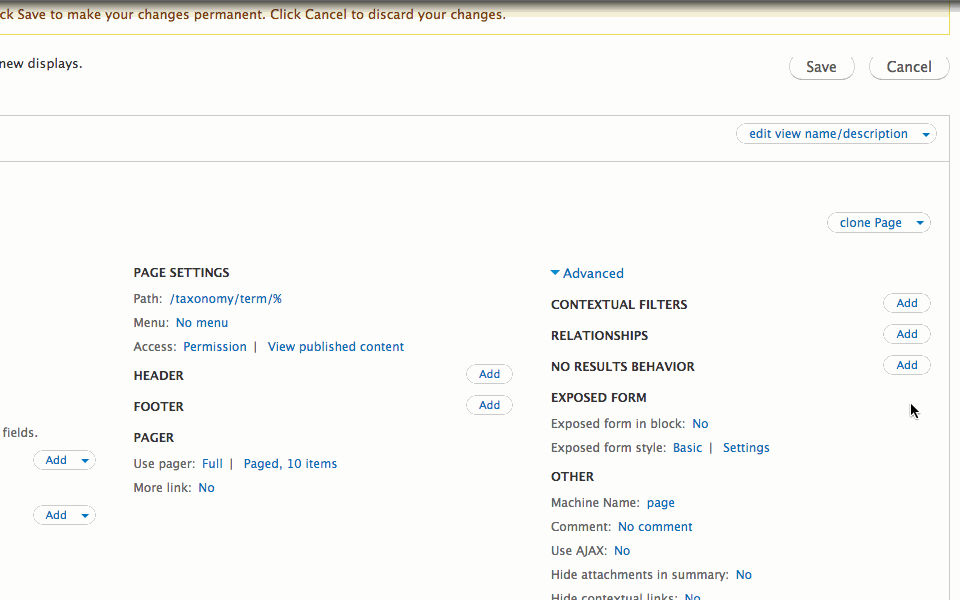 ck Save to make your changes permanent. Click Cancel to discard your changes.
new displays.
Save Cancel
edit view name/description
clone Page
PAGE SETTINGS
Path: /taxonomy/term/%
Menu: No menu
Access: Permission | View published content
HEADER Add
FOOTER Add
PAGER
Use pager: Full | Paged, 10 items
More link: No
fields.
Add
Add
Advanced
CONTEXTUAL FILTERS Add
RELATIONSHIPS Add
NO RESULTS BEHAVIOR Add
EXPOSED FORM
Exposed form in block: No
Exposed form style: Basic | Settings
OTHER
Machine Name: page
Comment: No comment
Use AJAX: No
Hide attachments in summary: No
Hide contextual links: No